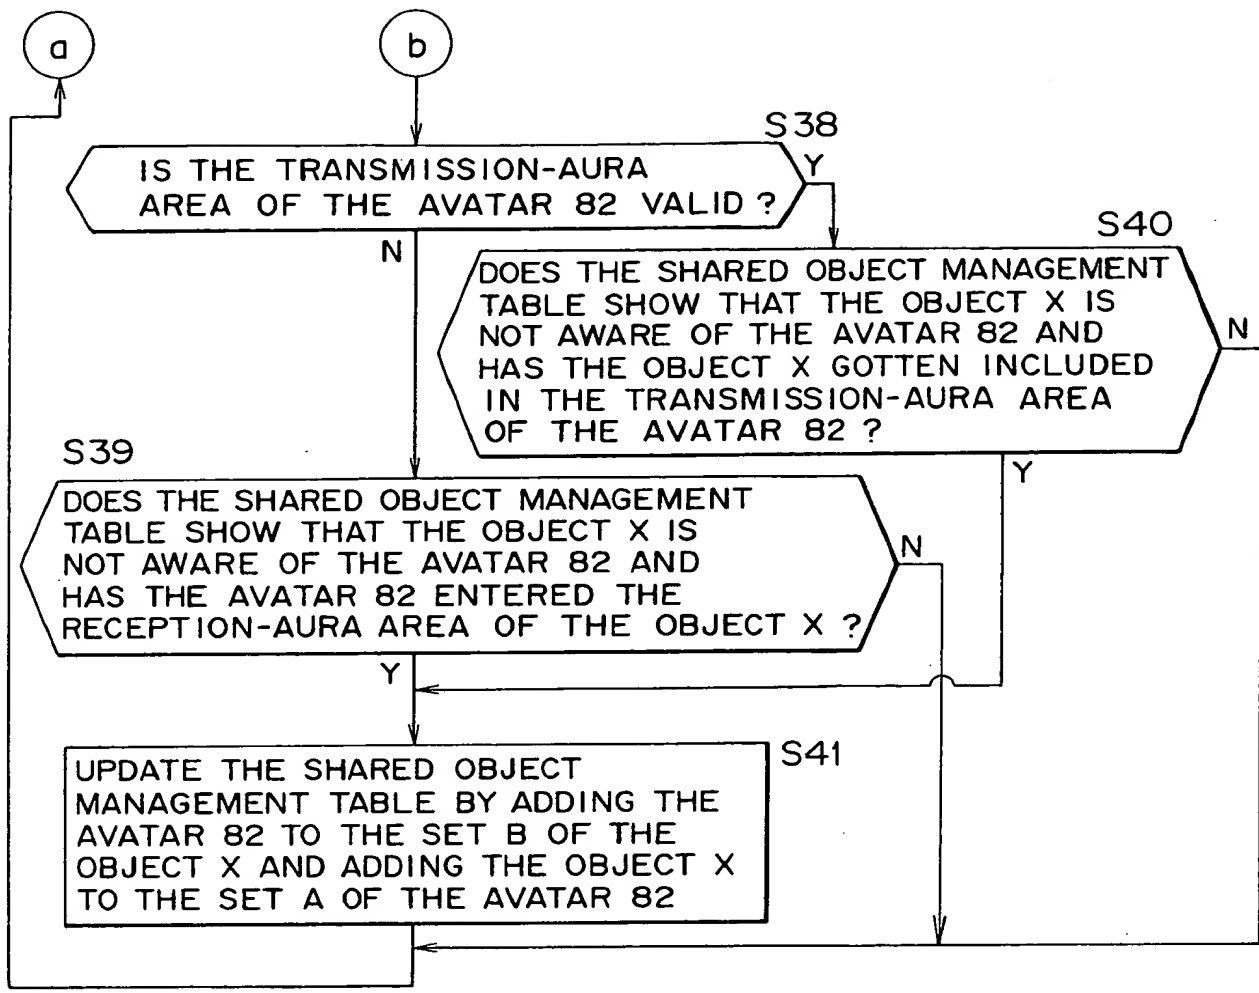 a
b
S38
IS THE TRANSMISSION-AURA
AREA OF THE AVATAR 82 VALID ?
Y
N
S40
DOES THE SHARED OBJECT MANAGEMENT
TABLE SHOW THAT THE OBJECT X IS
NOT AWARE OF THE AVATAR 82 AND
HAS THE OBJECT X GOTTEN INCLUDED
IN THE TRANSMISSION-AURA AREA
OF THE AVATAR 82 ?
N
Y
S39
DOES THE SHARED OBJECT MANAGEMENT
TABLE SHOW THAT THE OBJECT X IS
NOT AWARE OF THE AVATAR 82 AND
HAS THE AVATAR 82 ENTERED THE
RECEPTION-AURA AREA OF THE OBJECT X ?
N
Y
S41
UPDATE THE SHARED OBJECT
MANAGEMENT TABLE BY ADDING THE
AVATAR 82 TO THE SET B OF THE
OBJECT X AND ADDING THE OBJECT X
TO THE SET A OF THE AVATAR 82